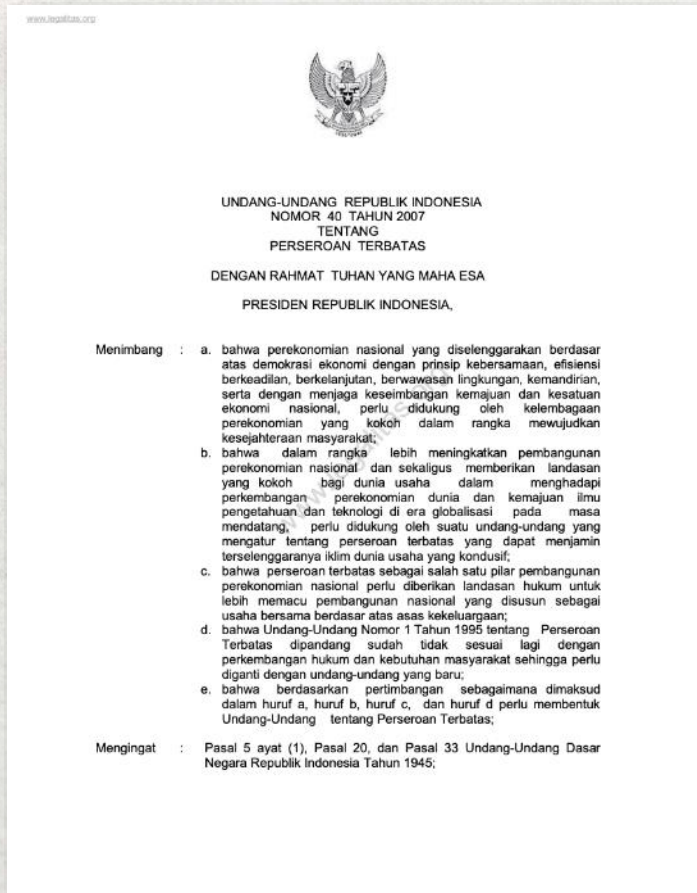 www.legalitas.org
UNDANG-UNDANG REPUBLIK INDONESIA
NOMOR 40 TAHUN 2007
TENTANG
PERSEROAN TERBATAS
DENGAN RAHMAT TUHAN YANG MAHA ESA
PRESIDEN REPUBLIK INDONESIA,
Menimbang : a. bahwa perekonomian nasional yang diselenggarakan berdasar
atas demokrasi ekonomi dengan prinsip kebersamaan, efisiensi
berkeadilan, berkelanjutan, berwawasan lingkungan, kemandirian,
serta dengan menjaga keseimbangan kemajuan dan kesatuan
ekonomi nasional, perlu didukung oleh kelembagaan
perekonomian yang kokoh dalam rangka mewujudkan
kesejahteraan masyarakat;
b. bahwa dalam rangka lebih meningkatkan pembangunan
perekonomian nasional dan sekaligus memberikan landasan
yang kokoh bagi dunia usaha dalam menghadapi
perkembangan perekonomian dunia dan kemajuan ilmu
pengetahuan dan teknologi di era globalisasi pada masa
mendatang, perlu didukung oleh suatu undang-undang yang
mengatur tentang perseroan terbatas yang dapat menjamin
terselenggaranya iklim dunia usaha yang kondusif;
c. bahwa perseroan terbatas sebagai salah satu pilar pembangunan
perekonomian nasional perlu diberikan landasan hukum untuk
lebih memacu pembangunan nasional yang disusun sebagai
usaha bersama berdasar atas asas kekeluargaan;
d. bahwa Undang-Undang Nomor 1 Tahun 1995 tentang Perseroan
Terbatas dipandang sudah tidak sesuai lagi dengan
perkembangan hukum dan kebutuhan masyarakat sehingga perlu
diganti dengan undang-undang yang baru;
e. bahwa berdasarkan pertimbangan sebagaimana dimaksud
dalam huruf a, huruf b, huruf c, dan huruf d perlu membentuk
Undang-Undang tentang Perseroan Terbatas;
Mengingat : Pasal 5 ayat (1), Pasal 20, dan Pasal 33 Undang-Undang Dasar
Negara Republik Indonesia Tahun 1945;
www.legalitas.org